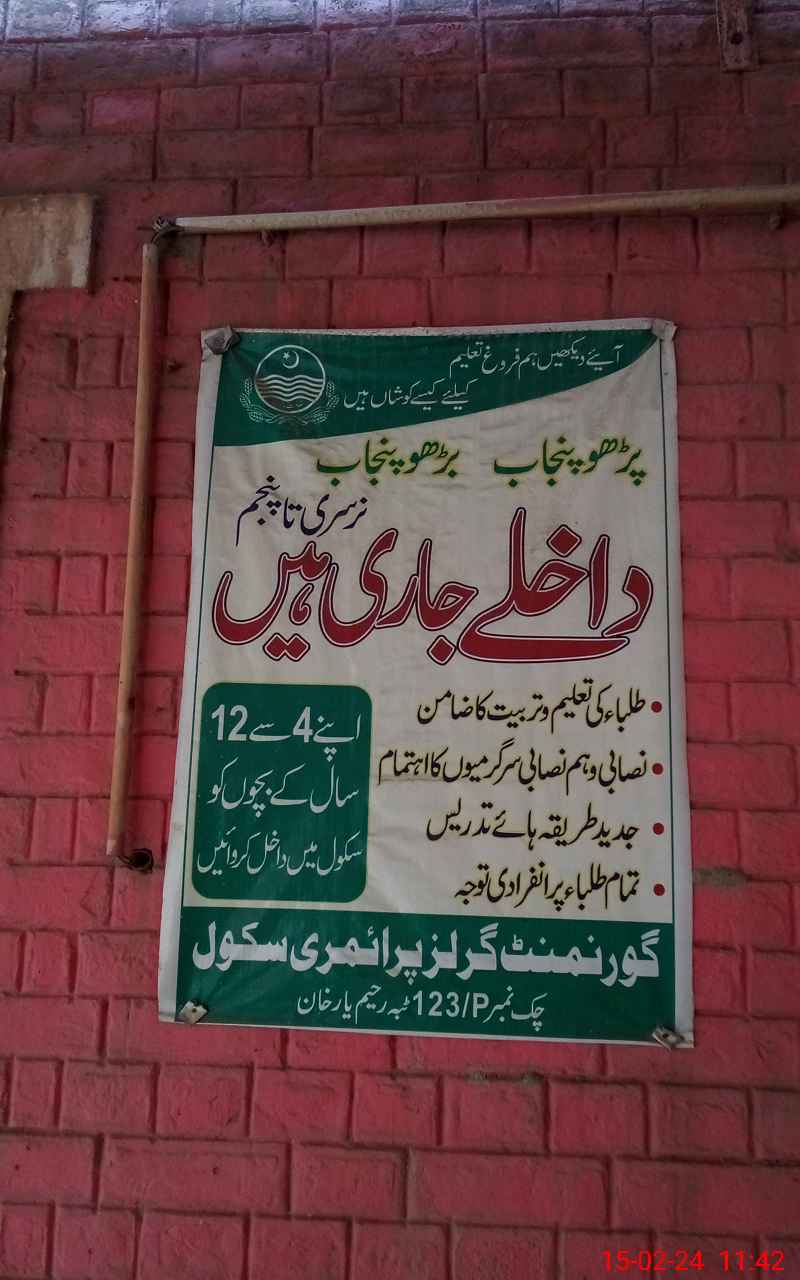 آیئے دیکھیں ہم فروغ تعلیم
کیلئے کیسے کوشاں ہیں
پڑھو پنجاب بڑھو پنجاب
نرسری تا پنجم
داخلے جاری ہیں
• طلباء کی تعلیم و تربیت کا ضامن
• نصابی و ہم نصابی سرگرمیوں کا اہتمام
• جدید طریقہ ہائے تدریس
• تمام طلباء پر انفرادی توجہ
اپنے 4 سے 12
سال کے بچوں کو
سکول میں داخل کروائیں
گورنمنٹ گرلز پرائمری سکول
چک نمبر 123/P ٹبہ رحیم یار خان
15-02-24 11:42